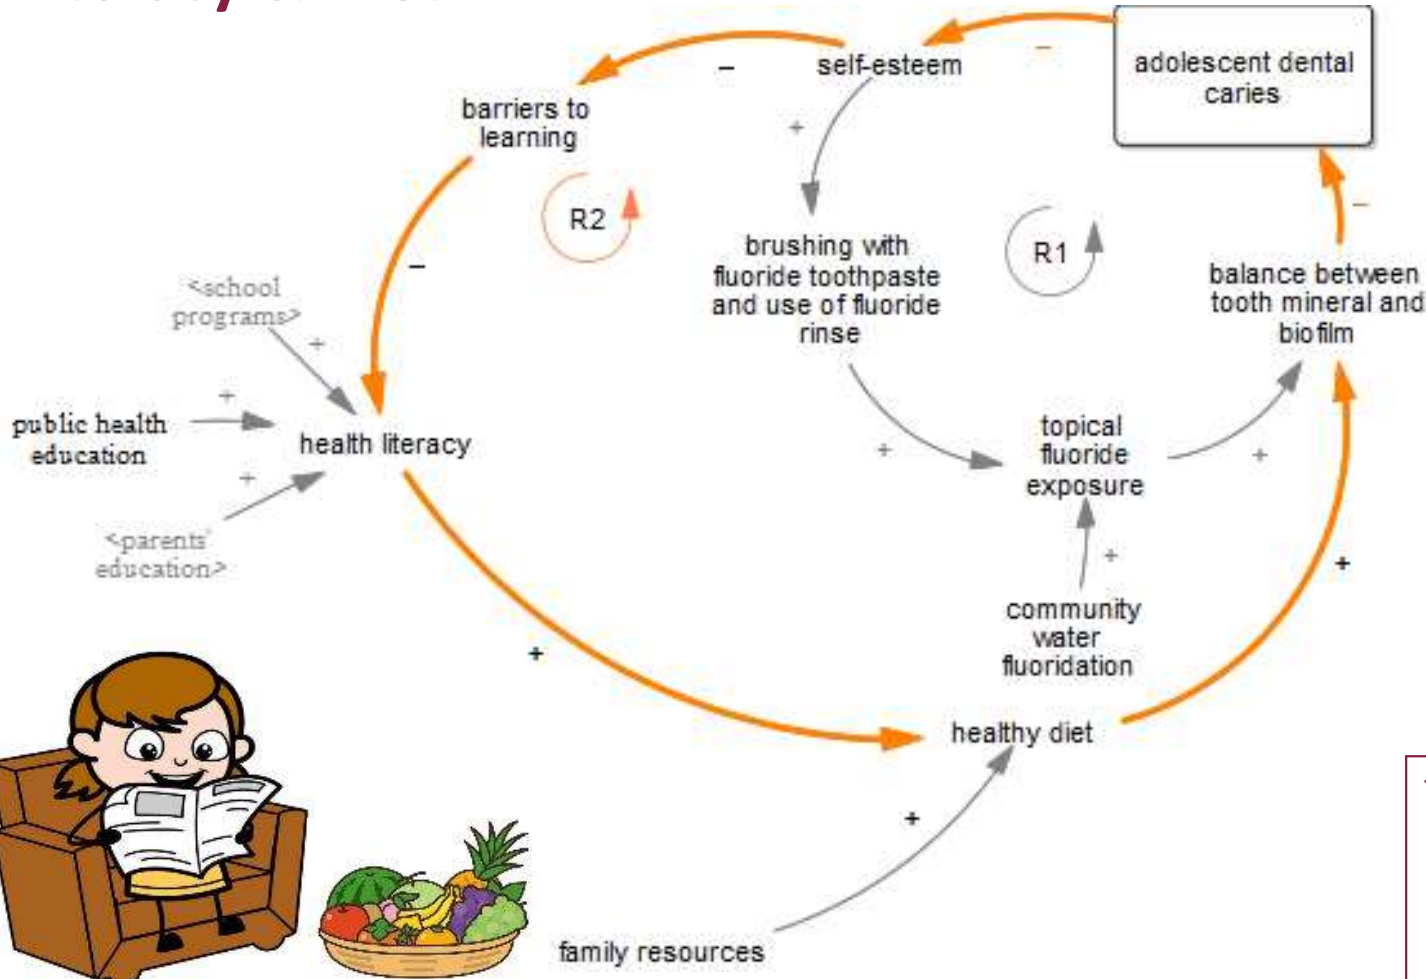 self-esteem
adolescent dental
caries
–
–
barriers to
learning
+
R2
R1
–
–
brushing with
fluoride toothpaste
and use of fluoride
rinse
balance between
tooth mineral and
biofilm
<school
programs>
+
+
public health
education
health literacy
+
<parents'
education>
+
topical
fluoride
exposure
+
+
+
community
water
fluoridation
+
healthy diet
+
family resources